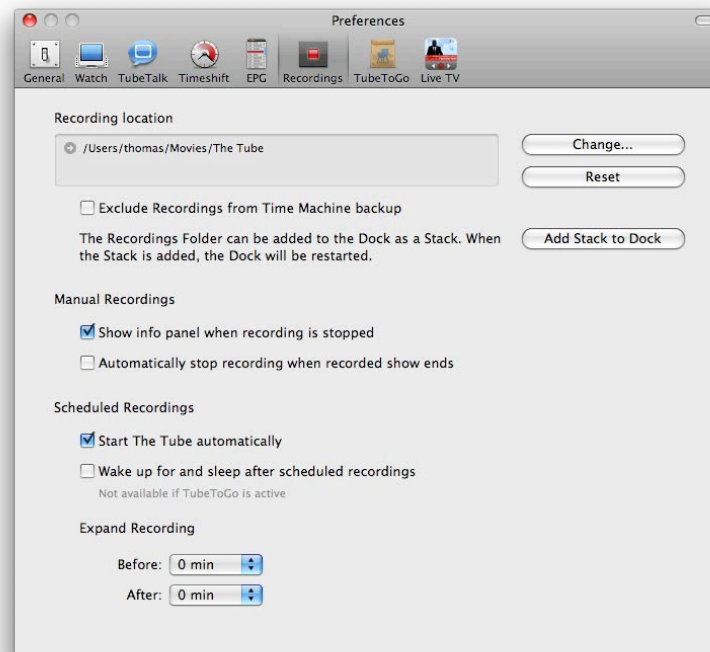 Preferences
General Watch TubeTalk Timeshift EPG Recordings TubeToGo Live TV
Recording location
/Users/thomas/Movies/The Tube
Change...
Reset
Exclude Recordings from Time Machine backup
The Recordings Folder can be added to the Dock as a Stack. When
the Stack is added, the Dock will be restarted.
Add Stack to Dock
Manual Recordings
Show info panel when recording is stopped
Automatically stop recording when recorded show ends
Scheduled Recordings
Start The Tube automatically
Wake up for and sleep after scheduled recordings
Not available if TubeToGo is active
Expand Recording
Before: 0 min
After: 0 min